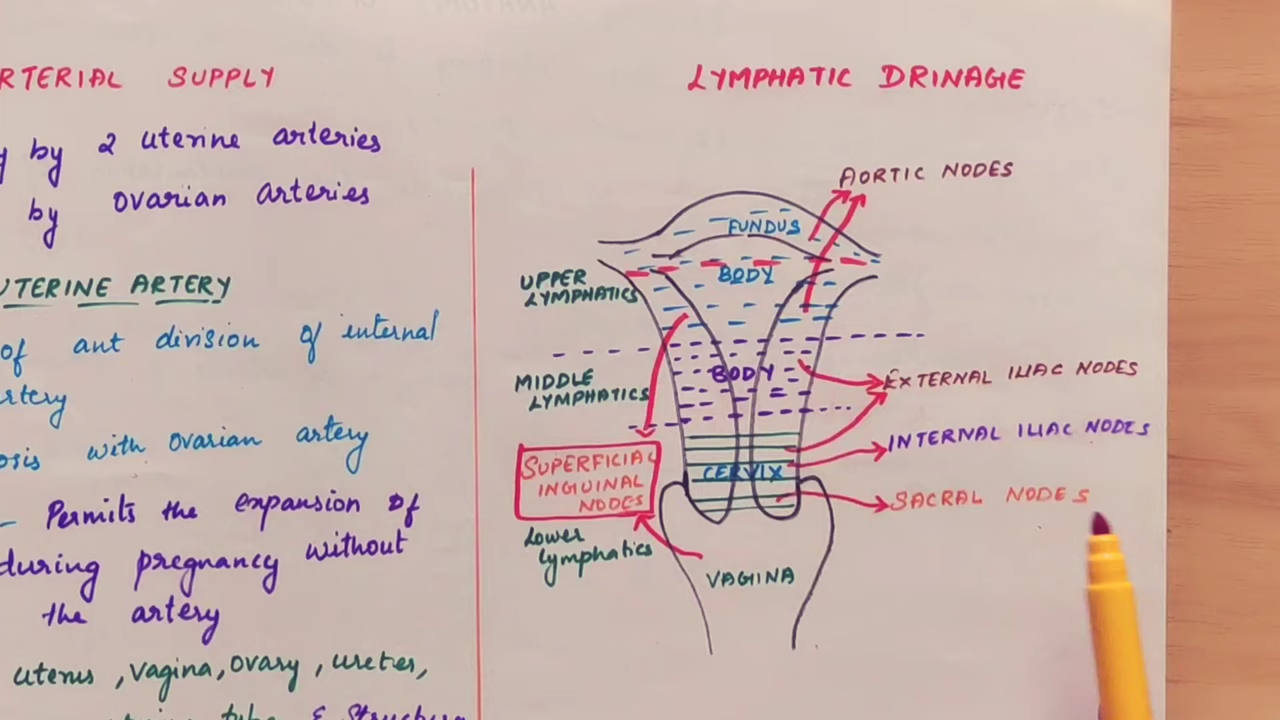 RTERIAL SUPPLY
by 2 uterine arteries
by ovarian arteries
UTERINE ARTERY
of ant division of internal
rtery
osis with ovarian artery
- Permits the expansion of
during pregnancy without
the artery
uterus, vagina, ovary, ureter,
& Structure
LYMPHATIC DRINAGE
AORTIC NODES
FUNDUS
BODY
UPPER
LYMPHATICS
MIDDLE
LYMPHATICS
BODY
EXTERNAL ILIAC NODES
INTERNAL ILIAC NODES
SUPERFICIAL
INGUINAL
NODES
CERVIX
SACRAL NODES
Lower
lymphatics
VAGINA